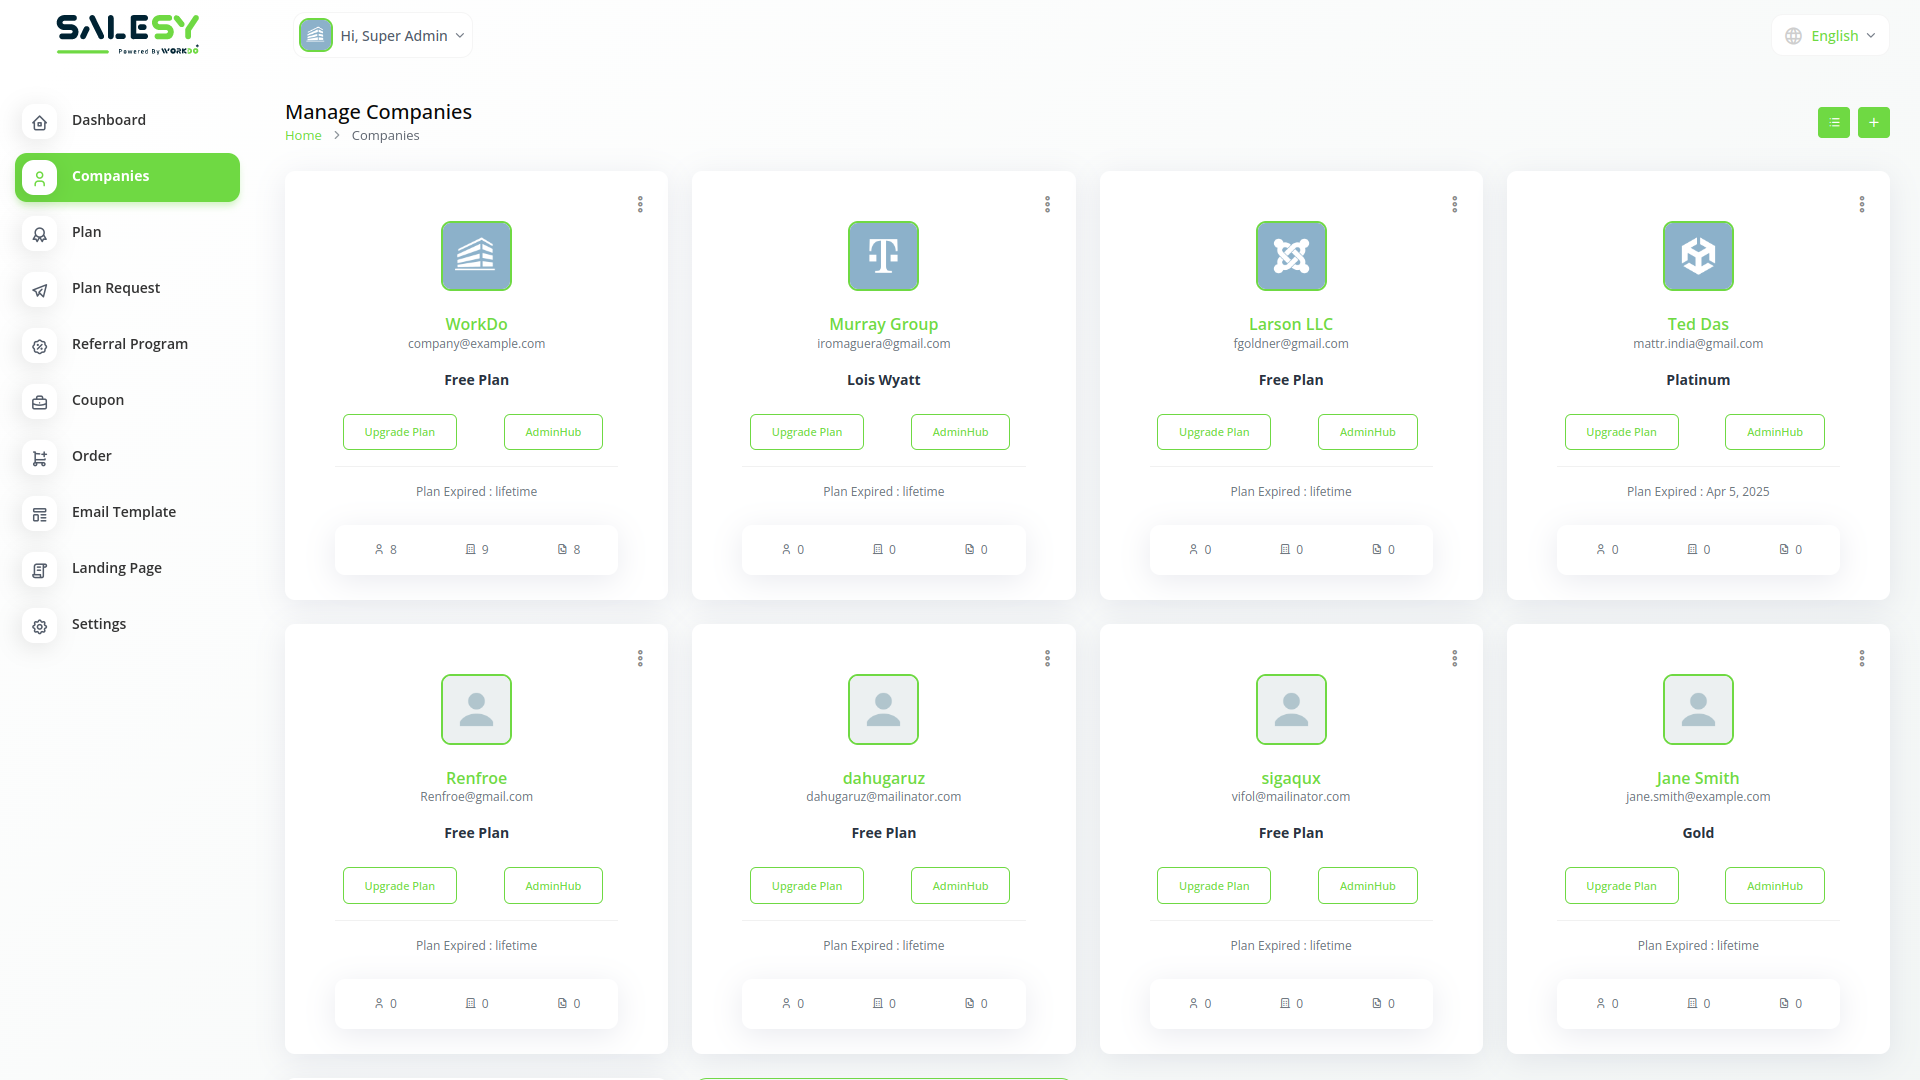 SALESY
Powered By WORKDO
Hi, Super Admin
English
Dashboard
Companies
Plan
Plan Request
Referral Program
Coupon
Order
Email Template
Landing Page
Settings
Manage Companies
Home > Companies
WorkDo
company@example.com
Free Plan
Upgrade Plan AdminHub
Plan Expired : lifetime
8 9 8
Murray Group
iromaguera@gmail.com
Lois Wyatt
Upgrade Plan AdminHub
Plan Expired : lifetime
0 0 0
Larson LLC
fgoldner@gmail.com
Free Plan
Upgrade Plan AdminHub
Plan Expired : lifetime
0 0 0
Ted Das
mattr.india@gmail.com
Platinum
Upgrade Plan AdminHub
Plan Expired : Apr 5, 2025
0 0 0
Renfroe
Renfroe@gmail.com
Free Plan
Upgrade Plan AdminHub
Plan Expired : lifetime
0 0 0
dahugaruz
dahugaruz@mailinator.com
Free Plan
Upgrade Plan AdminHub
Plan Expired : lifetime
0 0 0
sigaqux
vifol@mailinator.com
Free Plan
Upgrade Plan AdminHub
Plan Expired : lifetime
0 0 0
Jane Smith
jane.smith@example.com
Gold
Upgrade Plan AdminHub
Plan Expired : lifetime
0 0 0